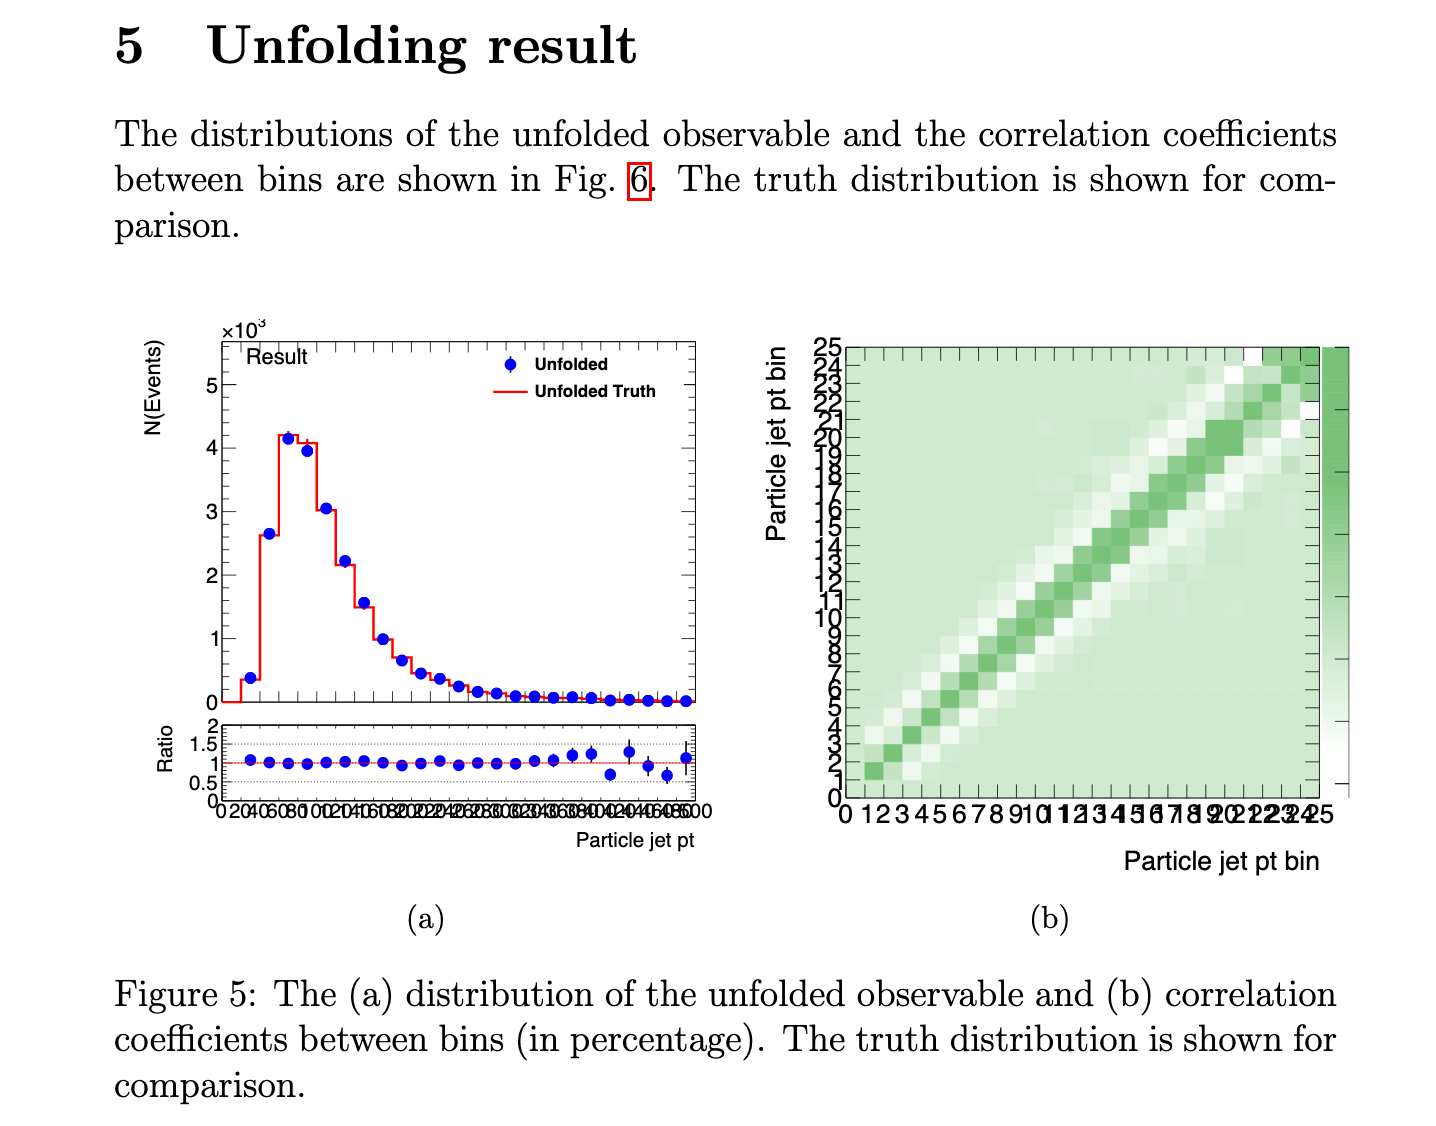 5 Unfolding result
The distributions of the unfolded observable and the correlation coefficients
between bins are shown in Fig. 6. The truth distribution is shown for com-
parison.
×10³
N(Events)
Result
Unfolded
Unfolded Truth
5
4
3
2
1
0
Ratio
2
1.5
1
0.5
0
0 20 40 60 80 100 120 140 160 180 200 220 240 260 280 300 320 340 360 380 400 420 440 460 480 500
Particle jet pt
(a)
Particle jet pt bin
25
24
23
22
21
20
19
18
17
16
15
14
13
12
11
10
9
8
7
6
5
4
3
2
1
0
0 1 2 3 4 5 6 7 8 9 10 11 12 13 14 15 16 17 18 19 20 21 22 23 24 25
Particle jet pt bin
(b)
Figure 5: The (a) distribution of the unfolded observable and (b) correlation
coefficients between bins (in percentage). The truth distribution is shown for
comparison.